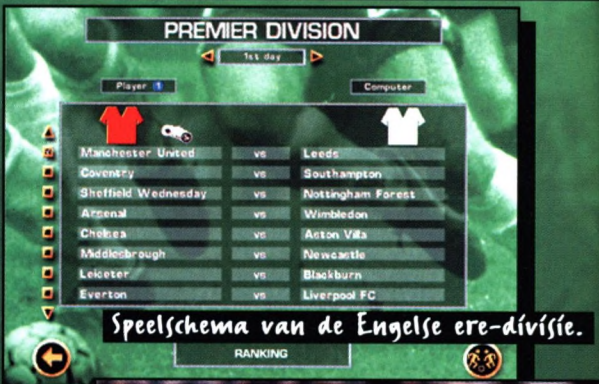 PREMIER DIVISION
1st day
Player 1
Computer
Manchester United vs Leeds
Coventry vs Southampton
Sheffield Wednesday vs Nottingham Forest
Arsenal vs Wimbledon
Chelsea vs Aston Villa
Middlesbrough vs Newcastle
Leicester vs Blackburn
Everton vs Liverpool FC
Speelschema van de Engelse ere-divisie.
RANKING